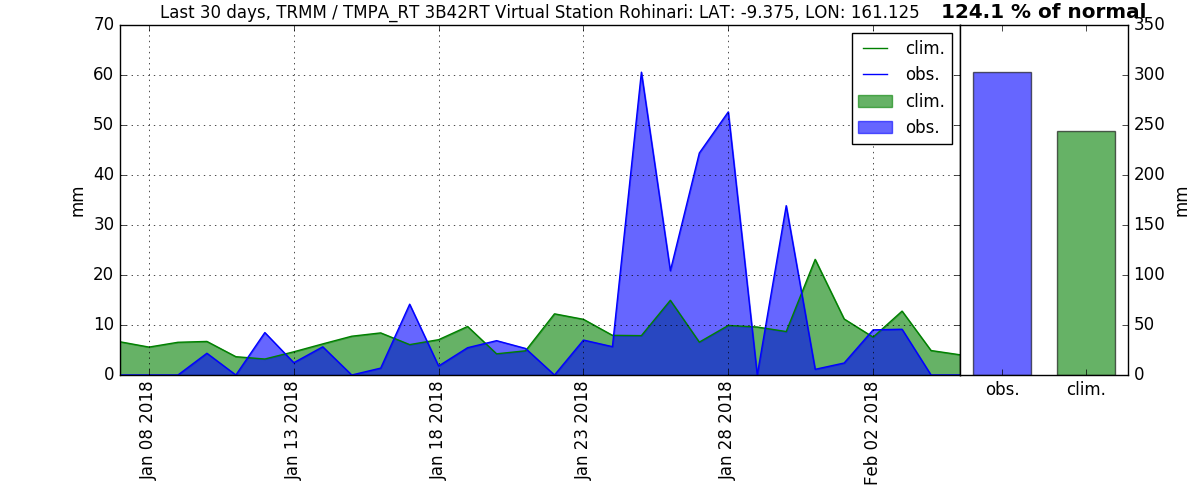 Last 30 days, TRMM / TMPA_RT 3B42RT Virtual Station Rohinari: LAT: -9.375, LON: 161.125
124.1 % of normal
70
60
50
40
30
20
10
0
mm
clim.
obs.
clim.
obs.
Jan 08 2018
Jan 13 2018
Jan 18 2018
Jan 23 2018
Jan 28 2018
Feb 02 2018
350
300
250
200
150
100
50
0
mm
obs.
clim.